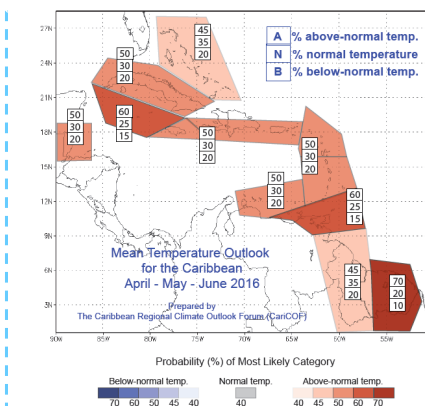 A % above-normal temp.
N % normal temperature
B % below-normal temp.
27N
24N
21N
18N
15N
12N
9N
6N
3N
45
35
20
50
30
20
60
25
15
50
30
20
50
30
20
50
30
20
50
30
20
60
25
15
45
35
20
70
20
10
Mean Temperature Outlook
for the Caribbean
April - May - June 2016
Prepared by
The Caribbean Regional Climate Outlook Forum (CariCOF)
90W 85W 80W 75W 70W 65W 60W 55W
Probability (%) of Most Likely Category
Below-normal temp. Normal temp. Above-normal temp.
70 60 50 45 40 40 40 45 50 60 70